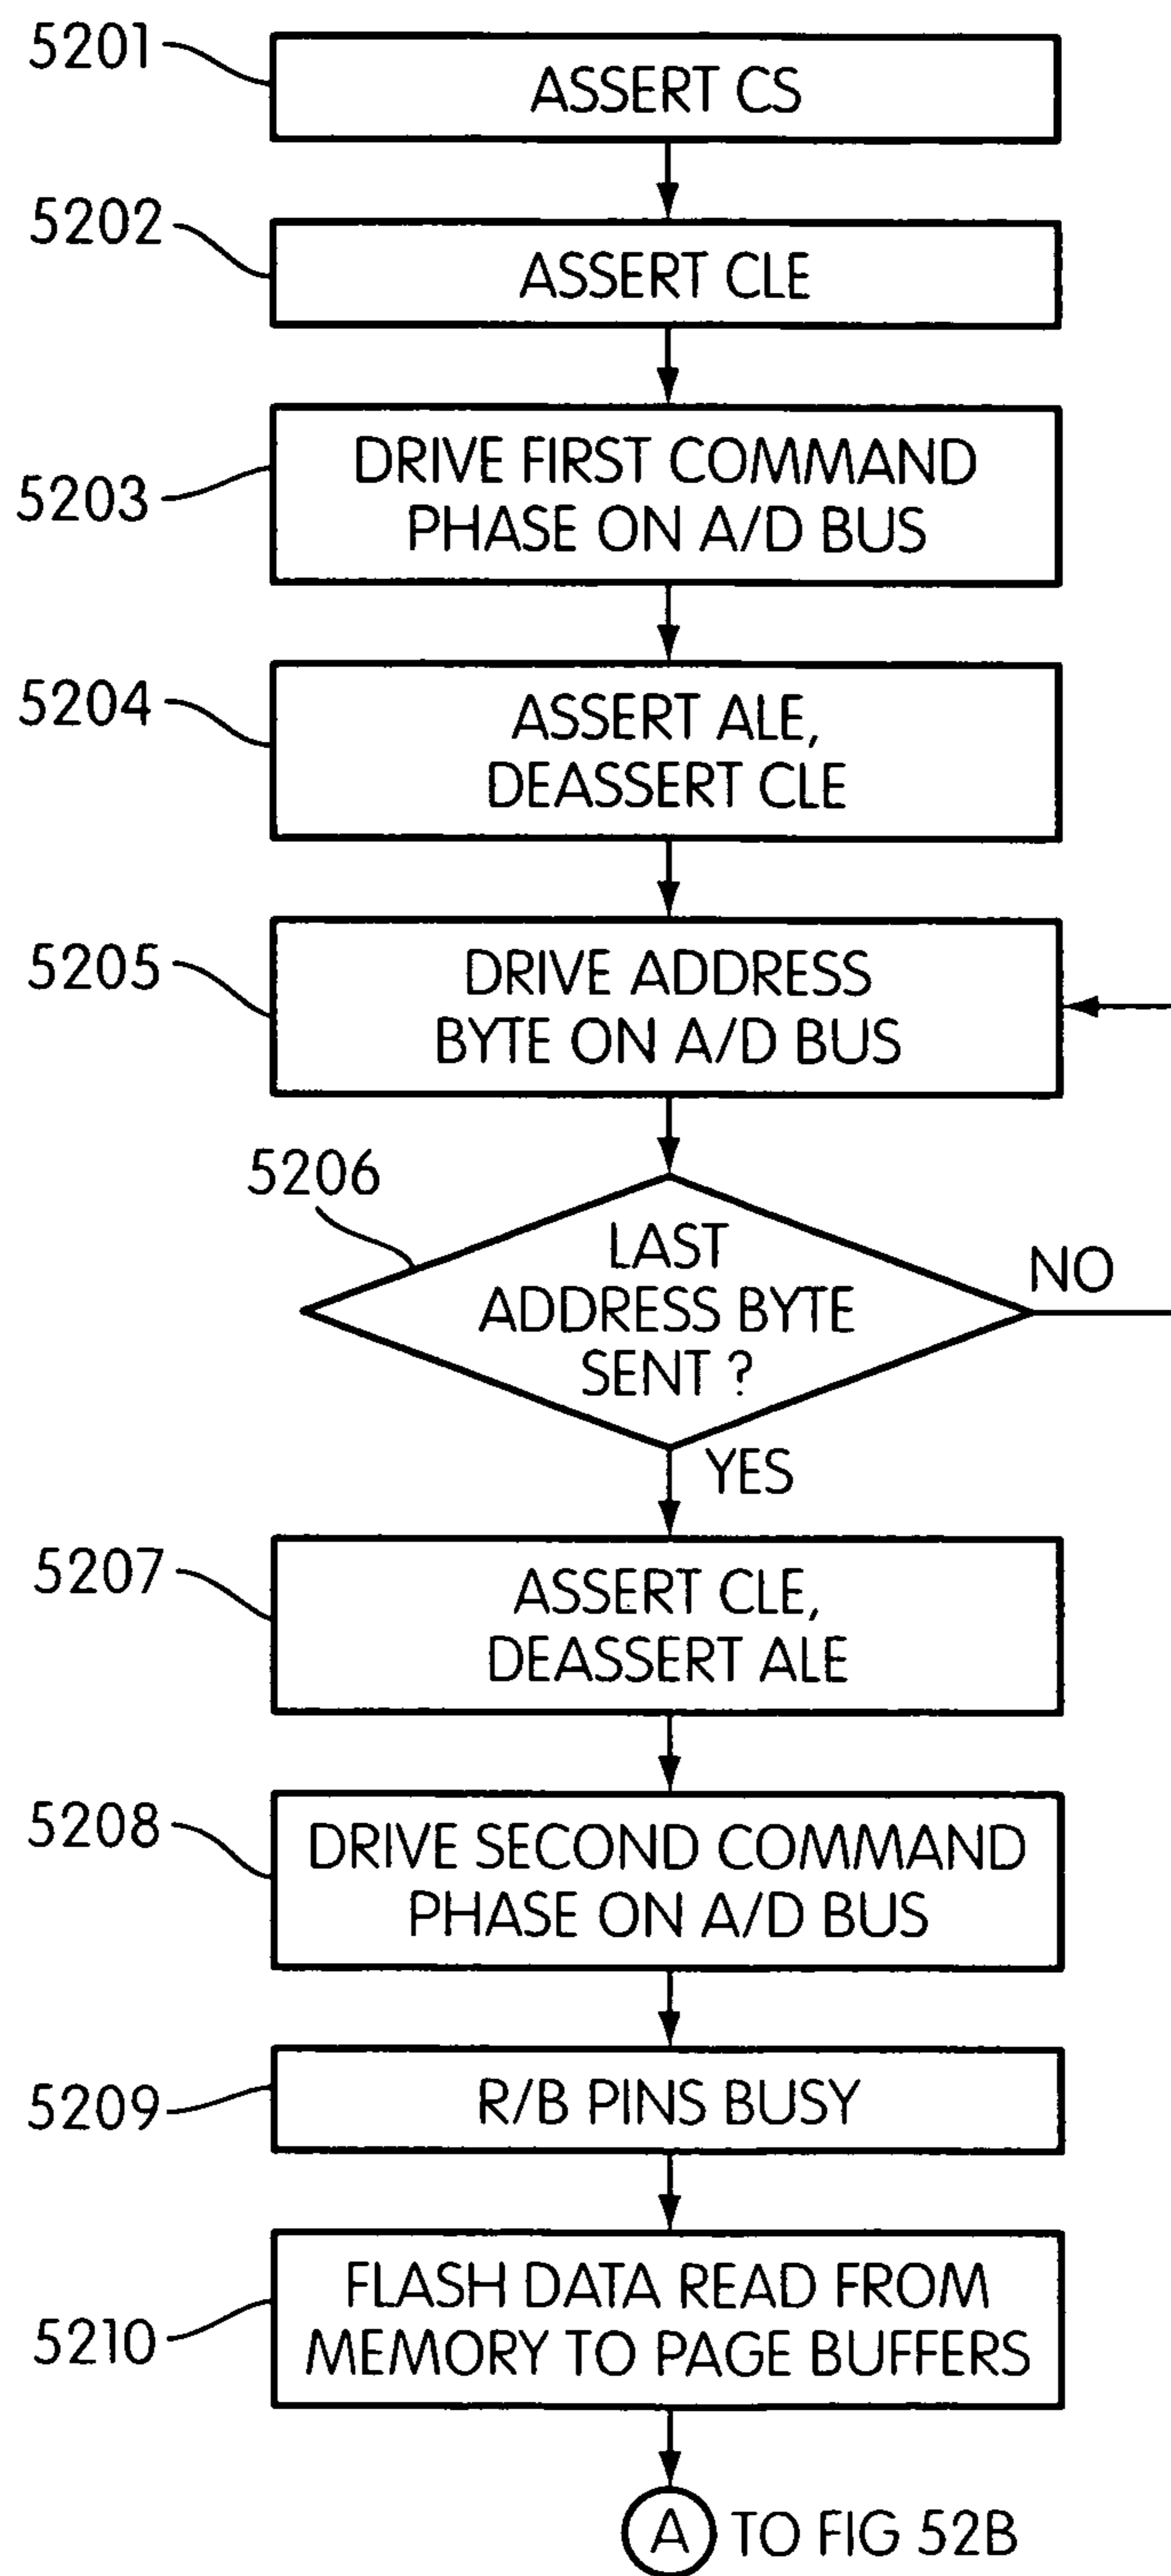 5201
ASSERT CS
5202
ASSERT CLE
5203
DRIVE FIRST COMMAND
PHASE ON A/D BUS
5204
ASSERT ALE,
DEASSERT CLE
5205
DRIVE ADDRESS
BYTE ON A/D BUS
5206
LAST
ADDRESS BYTE
SENT ?
NO
YES
5207
ASSERT CLE,
DEASSERT ALE
5208
DRIVE SECOND COMMAND
PHASE ON A/D BUS
5209
R/B PINS BUSY
5210
FLASH DATA READ FROM
MEMORY TO PAGE BUFFERS
A TO FIG 52B